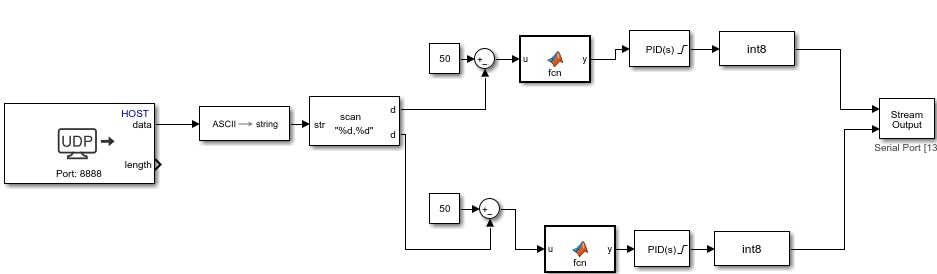 HOST
data
UDP
length
Port: 8888
ASCII → string
str
scan
"%d,%d"
d
d
50
+
−
u
y
fcn
PID(s)
int8
50
+
−
u
y
fcn
PID(s)
int8
Stream
Output
Serial Port [13